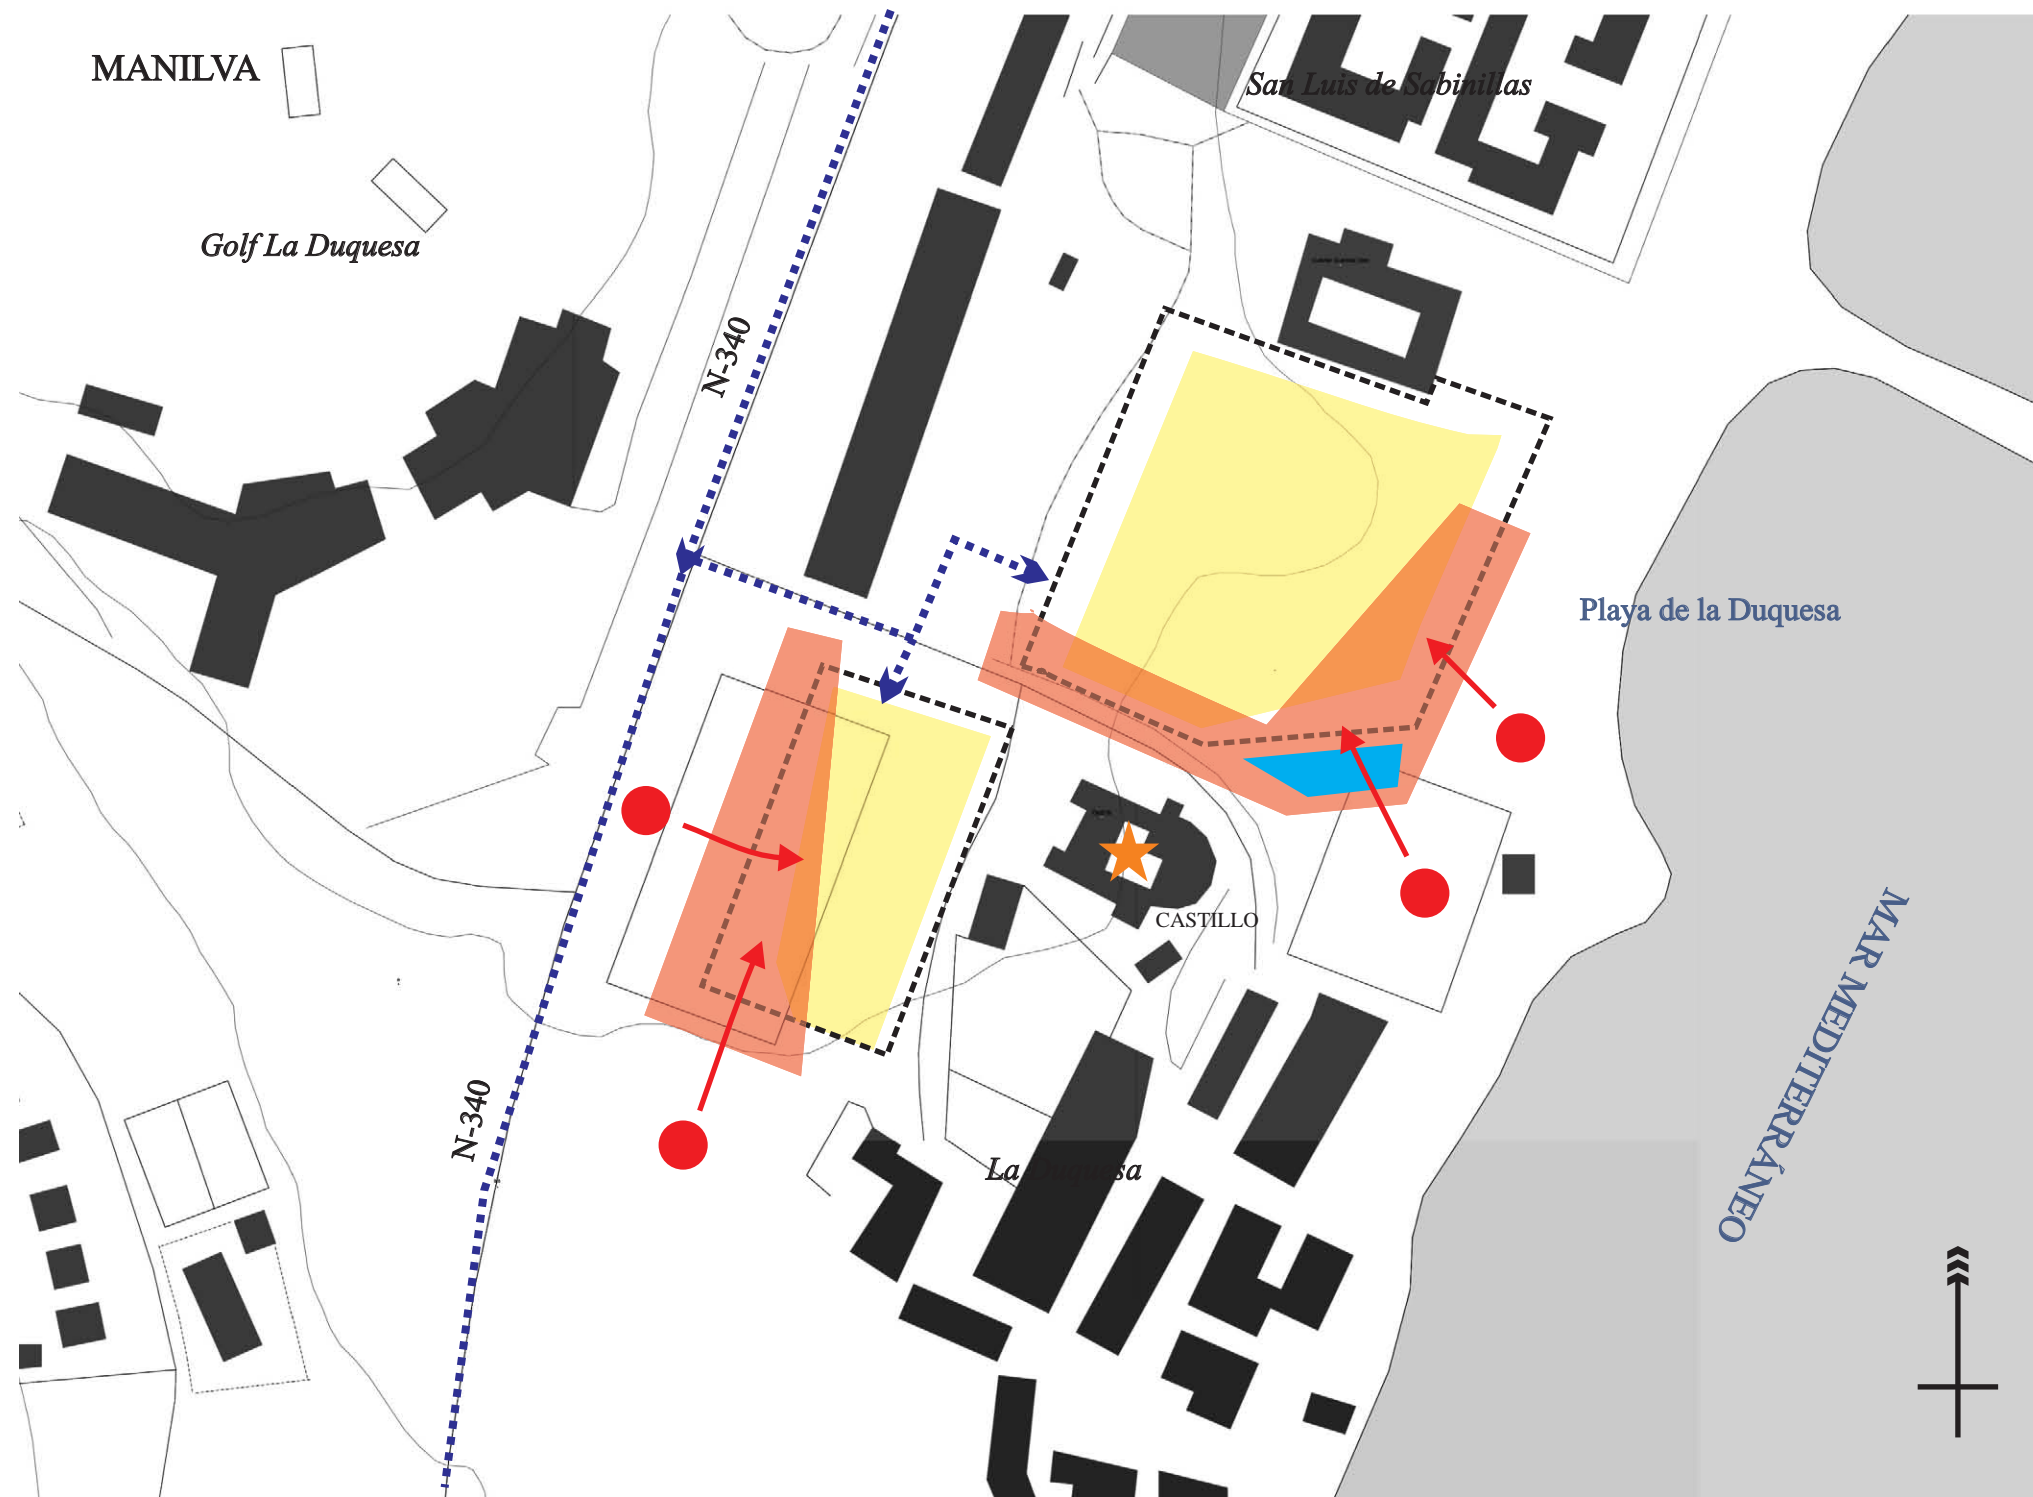 MANILVA
San Luis de Sabinillas
Golf La Duquesa
N-340
Playa de la Duquesa
CASTILLO
MAR MEDITERRÁNEO
N-340
La Duquesa